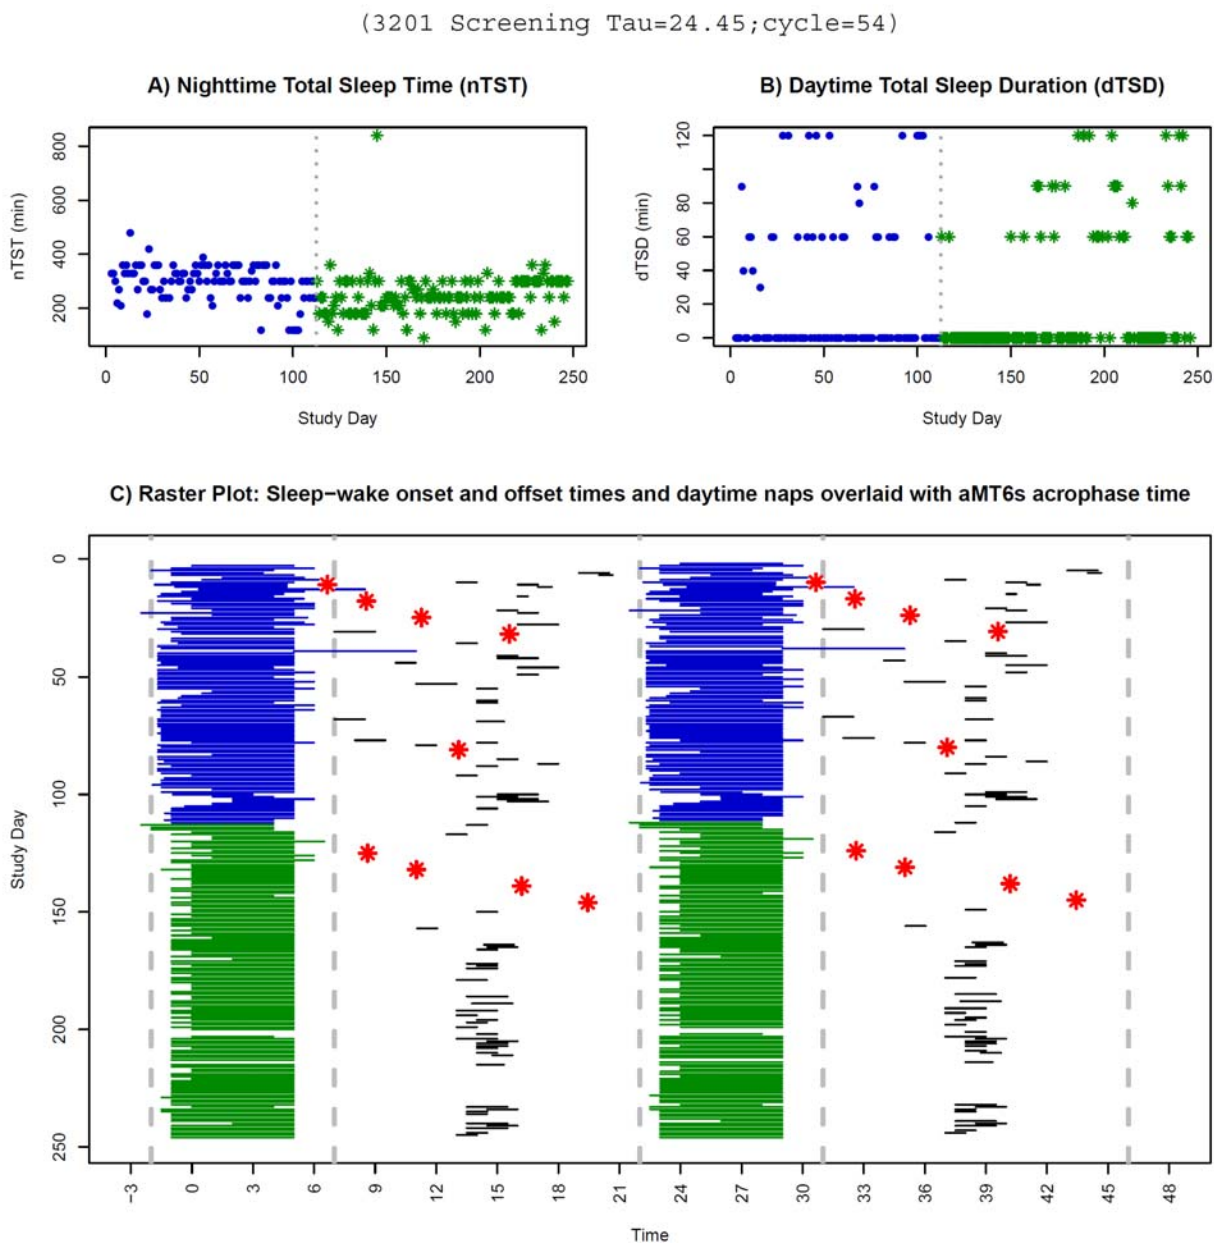 (3201 Screening Tau=24.45;cycle=54)
A) Nighttime Total Sleep Time (nTST)
B) Daytime Total Sleep Duration (dTSD)
nTST (min)
800
600
400
200
0 50 100 150 200 250
Study Day
dTSD (min)
120
80
60
40
20
0
0 50 100 150 200 250
Study Day
C) Raster Plot: Sleep−wake onset and offset times and daytime naps overlaid with aMT6s acrophase time
Study Day
0
50
100
150
200
250
−3 0 3 6 9 12 15 18 21 24 27 30 33 36 39 42 45 48
Time